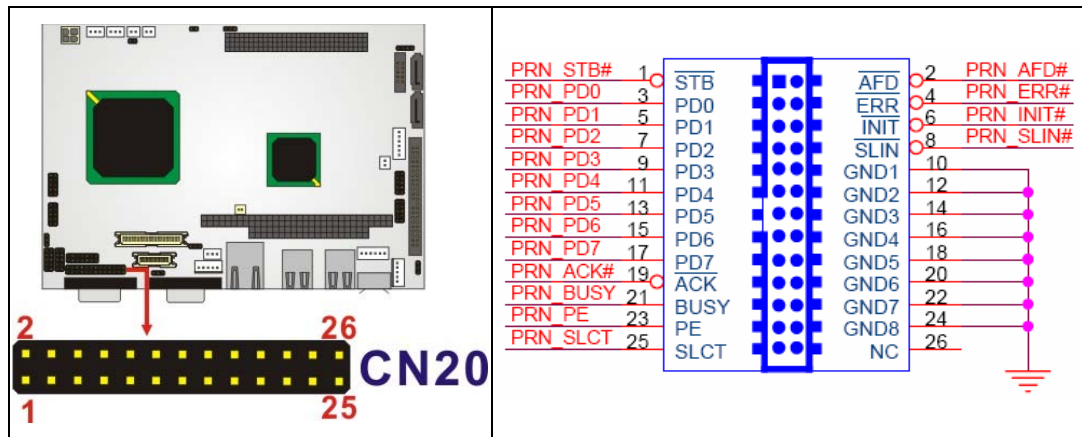 2 26
CN20
1 25
PRN_STB# 1 STB AFD 2 PRN_AFD#
PRN_PD0 3 PD0 ERR 4 PRN_ERR#
PRN_PD1 5 PD1 INIT 6 PRN_INIT#
PRN_PD2 7 PD2 SLIN 8 PRN_SLIN#
PRN_PD3 9 PD3 GND1 10
PRN_PD4 11 PD4 GND2 12
PRN_PD5 13 PD5 GND3 14
PRN_PD6 15 PD6 GND4 16
PRN_PD7 17 PD7 GND5 18
PRN_ACK# 19 ACK GND6 20
PRN_BUSY 21 BUSY GND7 22
PRN_PE 23 PE GND8 24
PRN_SLCT 25 SLCT NC 26